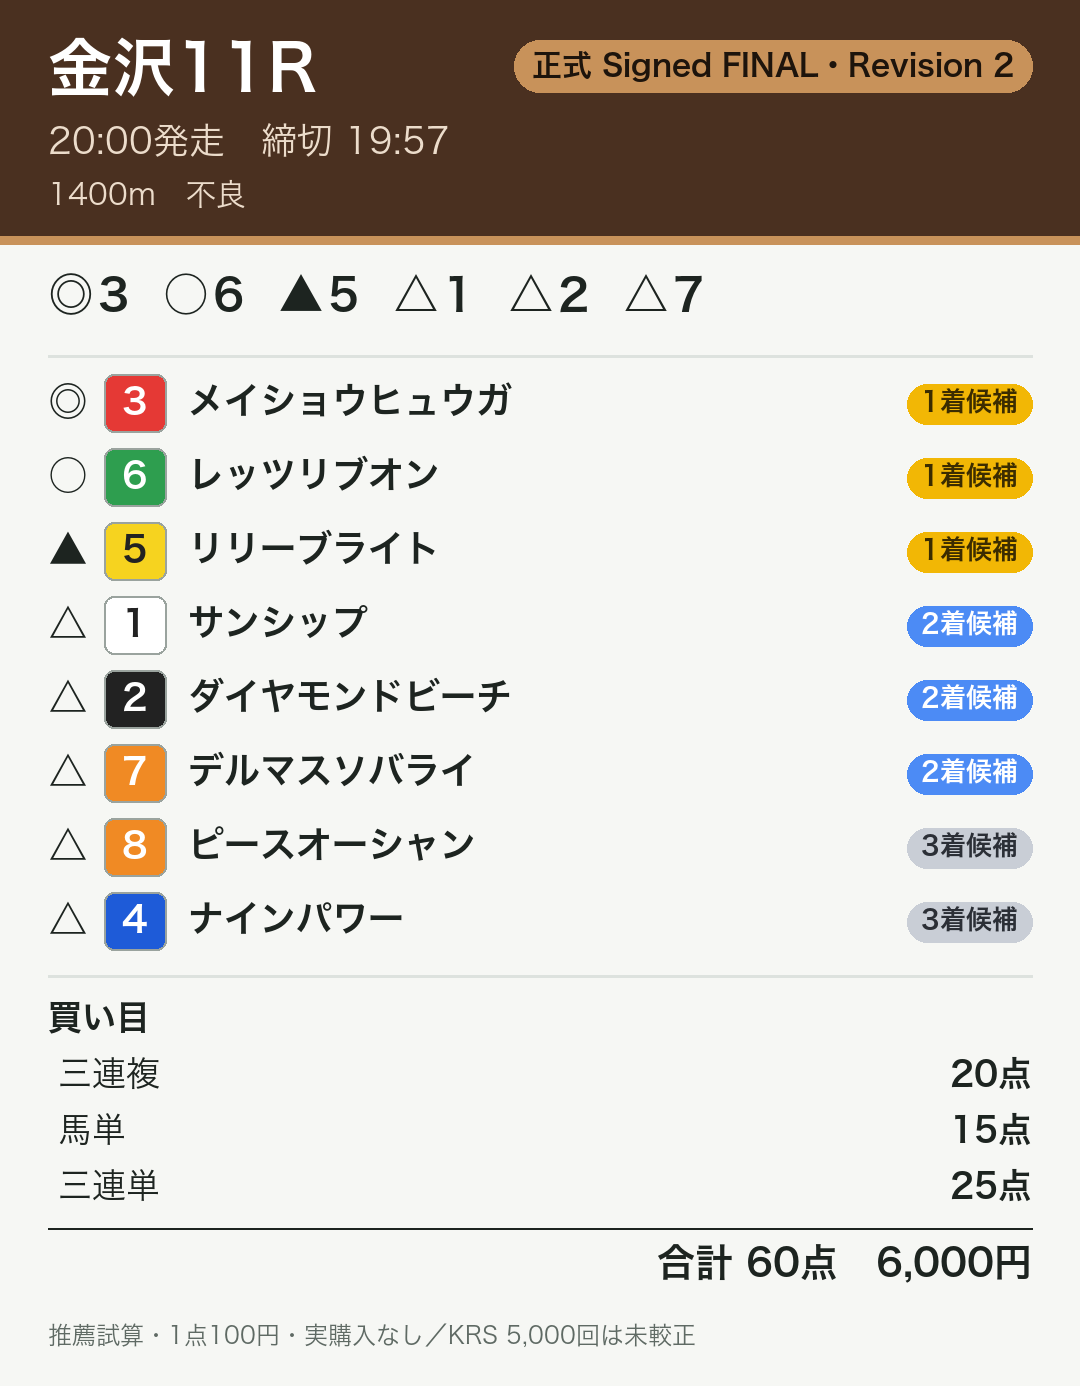 金沢11R
正式 Signed FINAL・Revision 2
20:00発走　締切 19:57
1400m　不良
◎3 ○6 ▲5 △1 △2 △7
◎ 3 メイショウヒュウガ 1着候補
○ 6 レッツリブオン 1着候補
▲ 5 リリーブライト 1着候補
△ 1 サンシップ 2着候補
△ 2 ダイヤモンドビーチ 2着候補
△ 7 デルマスソバライ 2着候補
△ 8 ピースオーシャン 3着候補
△ 4 ナインパワー 3着候補
買い目
三連複 20点
馬単 15点
三連単 25点
合計 60点　6,000円
推薦試算・1点100円・実購入なし／KRS 5,000回は未較正